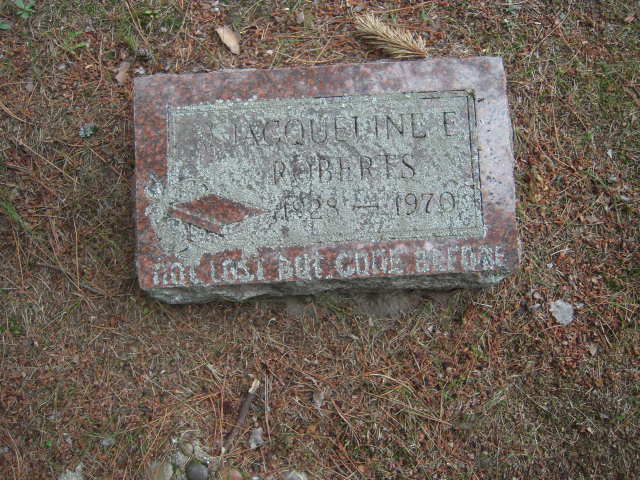 JACQUELINE E
ROBERTS
1928 — 1970
NOT LOST BUT GONE BEFORE